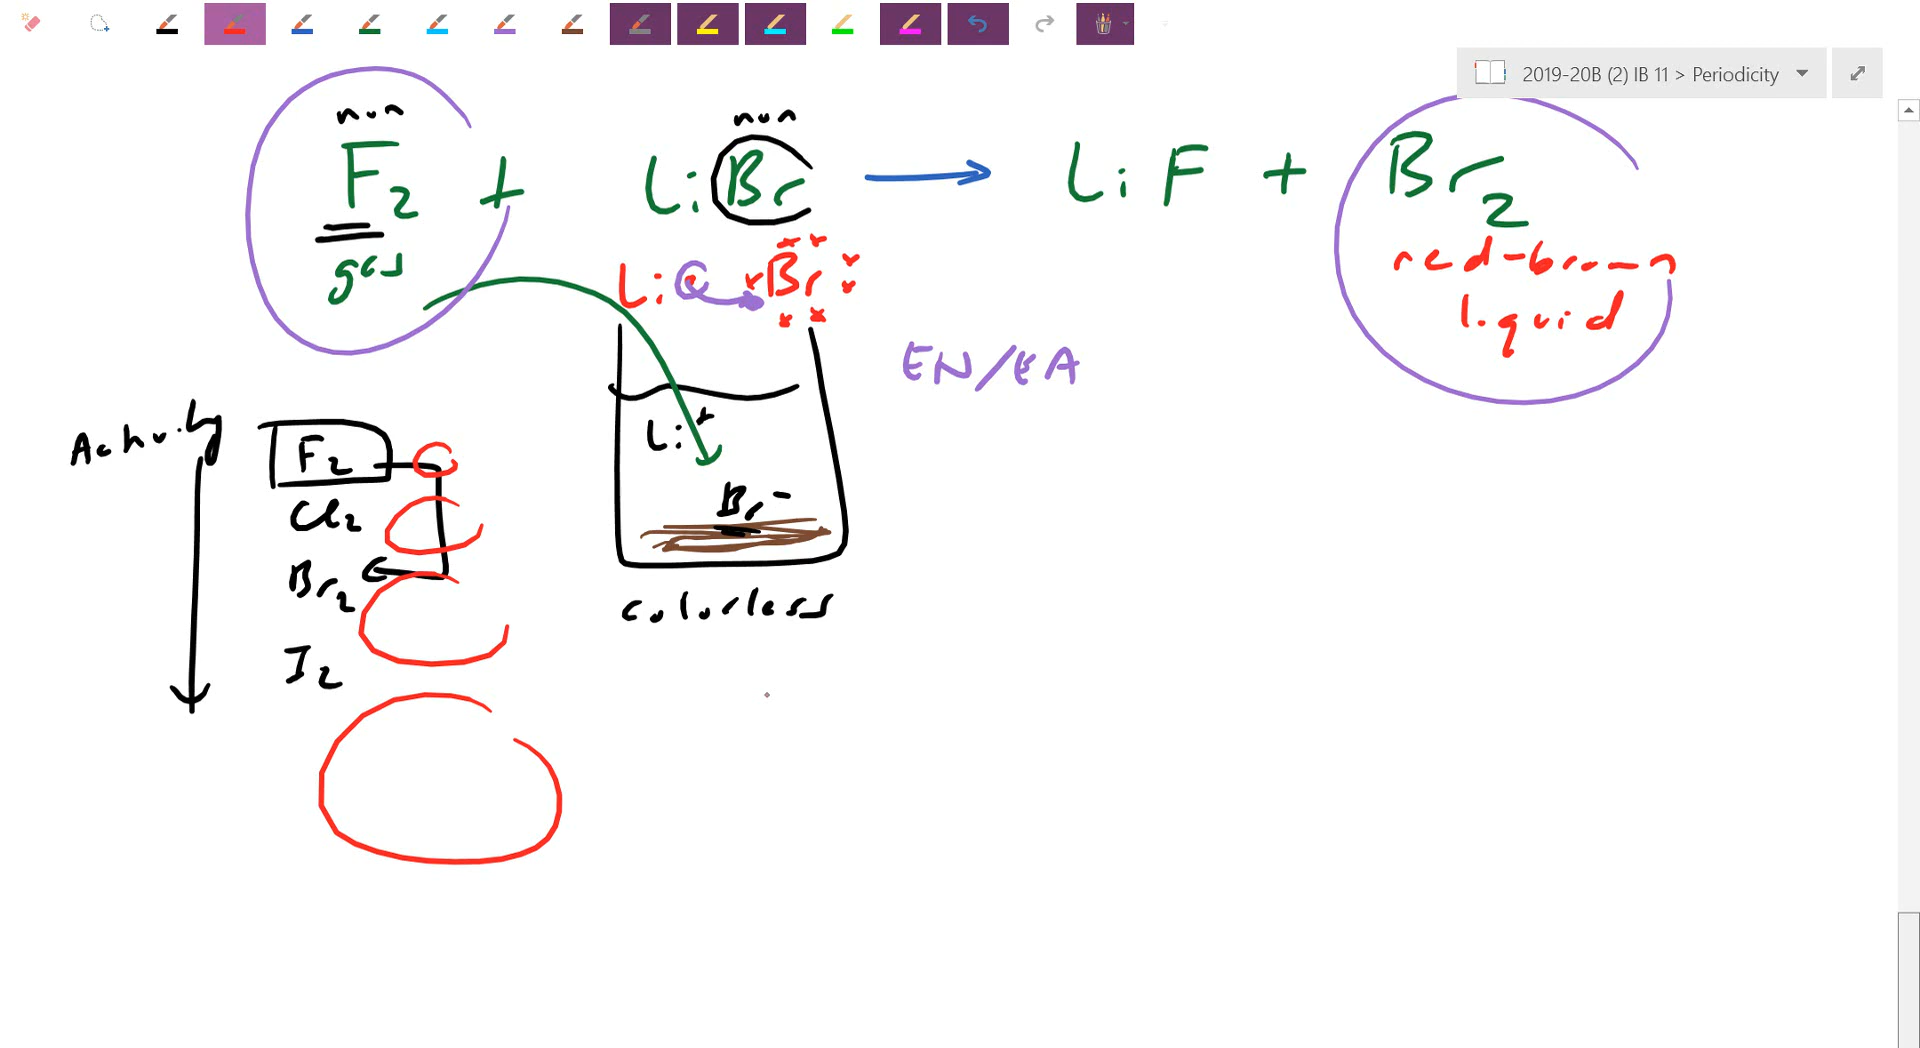 2019-20B (2) IB 11 > Periodicity
non non
F2 + LiBr → LiF + Br2
gas
Li Br
red-brown
liquid
EN/EA
Activity
F2
Cl2
Br2
I2
Li+
Br-
colorless